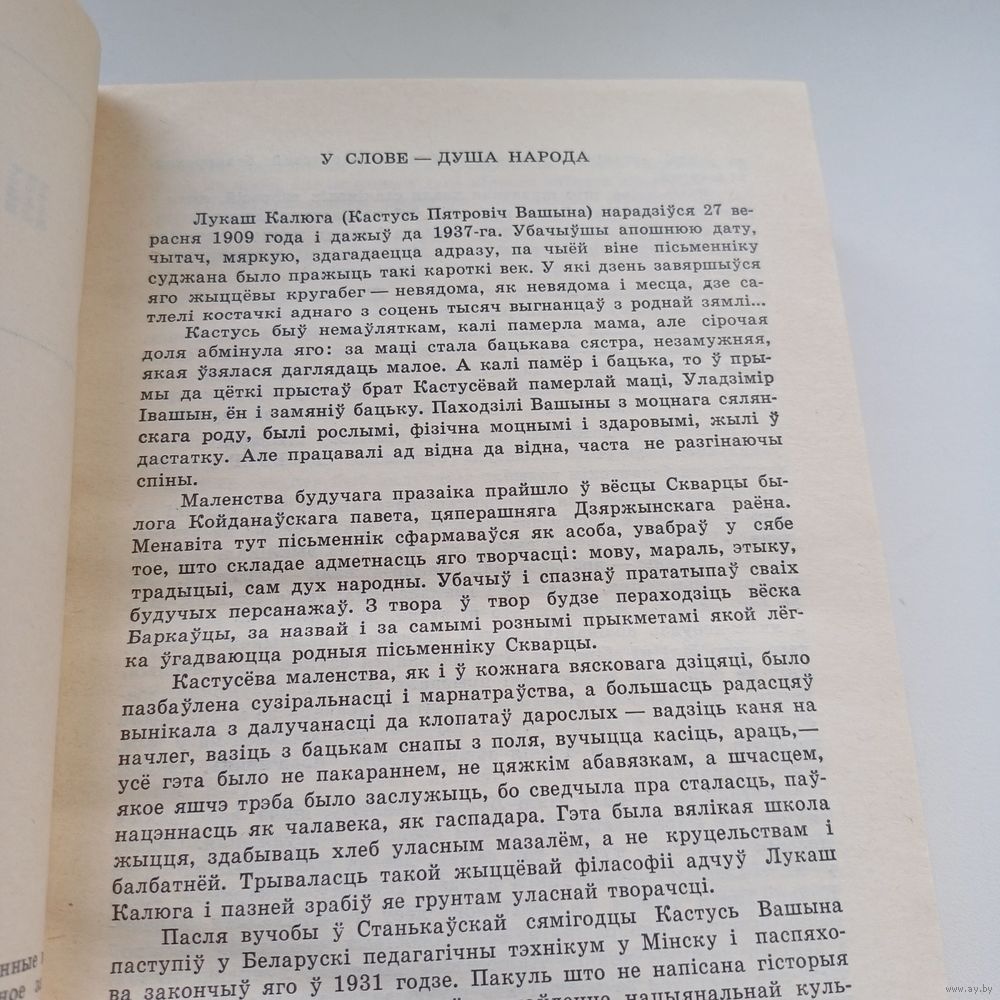 У СЛОВЕ — ДУША НАРОДА
Лукаш Калюга (Кастусь Пятровіч Вашына) нарадзіўся 27 ве-
расня 1909 года і дажыў да 1937-га. Убачыўшы апошнюю дату,
чытач, мяркую, здагадаецца адразу, па чыёй віне пісьменніку
суджана было пражыць такі кароткі век. У які дзень завяршыўся
яго жыццёвы кругабег — невядома, як невядома і месца, дзе са-
тлелі костачкі аднаго з соцень тысяч выгнанцаў з роднай зямлі...
Кастусь быў немаўляткам, калі памерла мама, але сірочая
доля абмінула яго: за маці стала бацькава сястра, незамужняя,
якая ўзялася даглядаць малое. А калі памёр і бацька, то ў пры-
мы да цёткі прыстаў брат Кастусёвай памерлай маці, Уладзімір
Івашын, ён і замяніў бацьку. Паходзілі Вашыны з моцнага сялян-
скага роду, былі рослымі, фізічна моцнымі і здаровымі, жылі ў
дастатку. Але працавалі ад відна да відна, часта не разгінаючы
спіны.
Маленства будучага празаіка прайшло ў вёсцы Скварцы бы-
лога Койданаўскага павета, цяперашняга Дзяржынскага раёна.
Менавіта тут пісьменнік сфармаваўся як асоба, увабраў у сябе
тое, што складае адметнасць яго творчасці: мову, мараль, этыку,
традыцыі, сам дух народны. Убачыў і спазнаў прататыпаў сваіх
будучых персанажаў. З твора ў твор будзе пераходзіць вёска
Баркаўцы, за назвай і за самымі рознымі прыкметамі якой лёг-
ка ўгадваюцца родныя пісьменніку Скварцы.
Кастусёва маленства, як і ў кожнага вясковага дзіцяці, было
пазбаўлена сузіральнасці і марнатраўства, а большасць радасцяў
вынікала з далучанасці да клопатаў дарослых — вадзіць каня на
начлег, вазіць з бацькам снапы з поля, вучыцца касіць, араць,—
усё гэта было не пакараннем, не цяжкім абавязкам, а шчасцем,
якое яшчэ трэба было заслужыць, бо сведчыла пра сталасць, паў-
нацэннасць як чалавека, як гаспадара. Гэта была вялікая школа
жыцця, здабываць хлеб уласным мазалём, а не круцельствам і
балбатнёй. Трываласць такой жыццёвай філасофіі адчуў Лукаш
Калюга і пазней зрабіў яе грунтам уласнай творачсці.
Пасля вучобы ў Станькаўскай сямігодцы Кастусь Вашына
паступіў у Беларускі педагагічны тэхнікум у Мінску і паспяхо-
ва закончыў яго ў 1931 годзе. Пакуль што не напісана гісторыя
нацыянальнай куль-
нные
ное за
www.ay.by